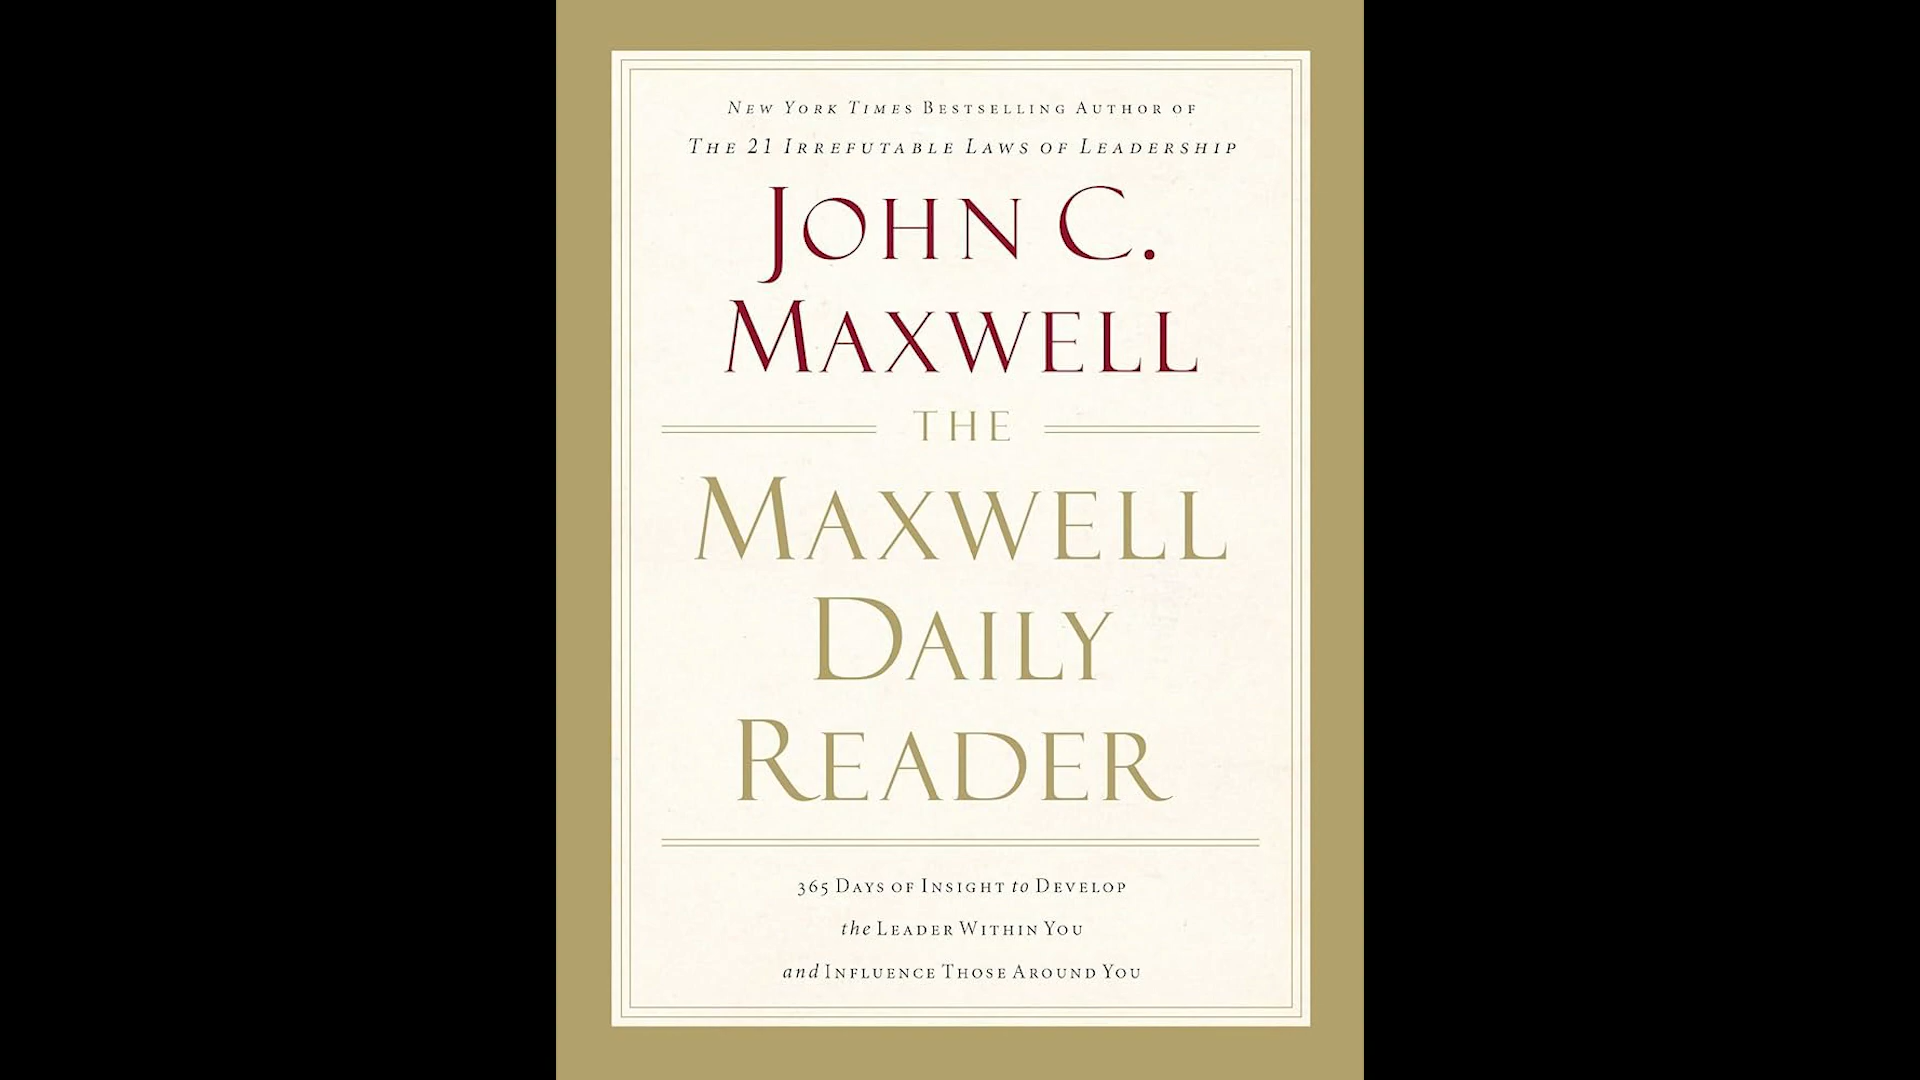 New York Times Bestselling Author of
The 21 Irrefutable Laws of Leadership
John C.
Maxwell
The
Maxwell
Daily
Reader
365 Days of Insight to Develop
the Leader Within You
and Influence Those Around You